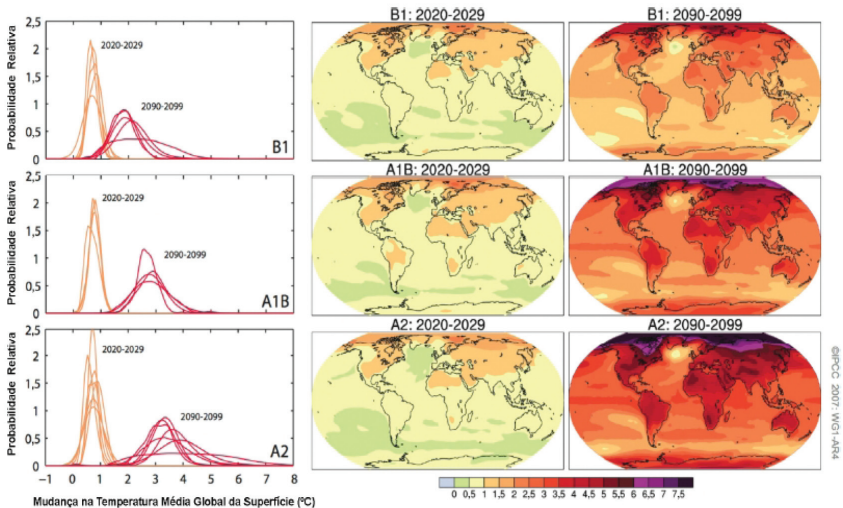 2,5
2
1,5
1
0,5
0
Probabilidade Relativa
2020-2029
2090-2099
B1
B1: 2020-2029
B1: 2090-2099
2,5
2
1,5
1
0,5
0
Probabilidade Relativa
2020-2029
2090-2099
A1B
A1B: 2020-2029
A1B: 2090-2099
2,5
2
1,5
1
0,5
0
Probabilidade Relativa
2020-2029
2090-2099
A2
A2: 2020-2029
A2: 2090-2099
−1 0 1 2 3 4 5 6 7 8
Mudança na Temperatura Média Global da Superfície (ºC)
0 0,5 1 1,5 2 2,5 3 3,5 4 4,5 5 5,5 6 6,5 7 7,5
©IPCC 2007: WG1-AR4